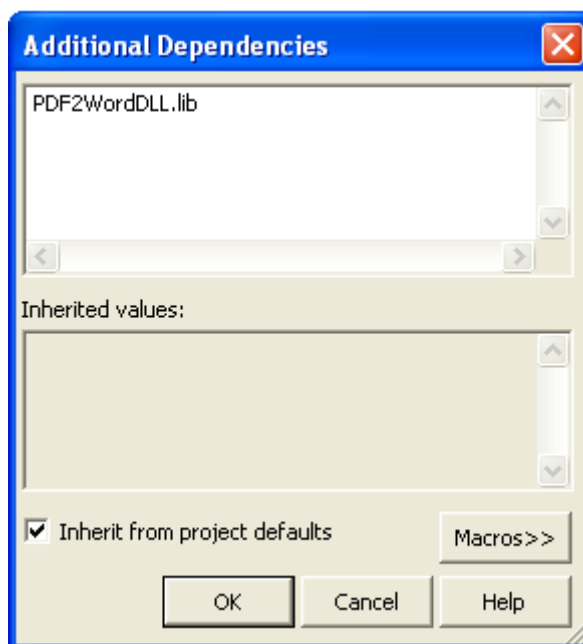 Additional Dependencies
PDF2WordDLL.lib
Inherited values:
Inherit from project defaults
Macros>>
OK Cancel Help